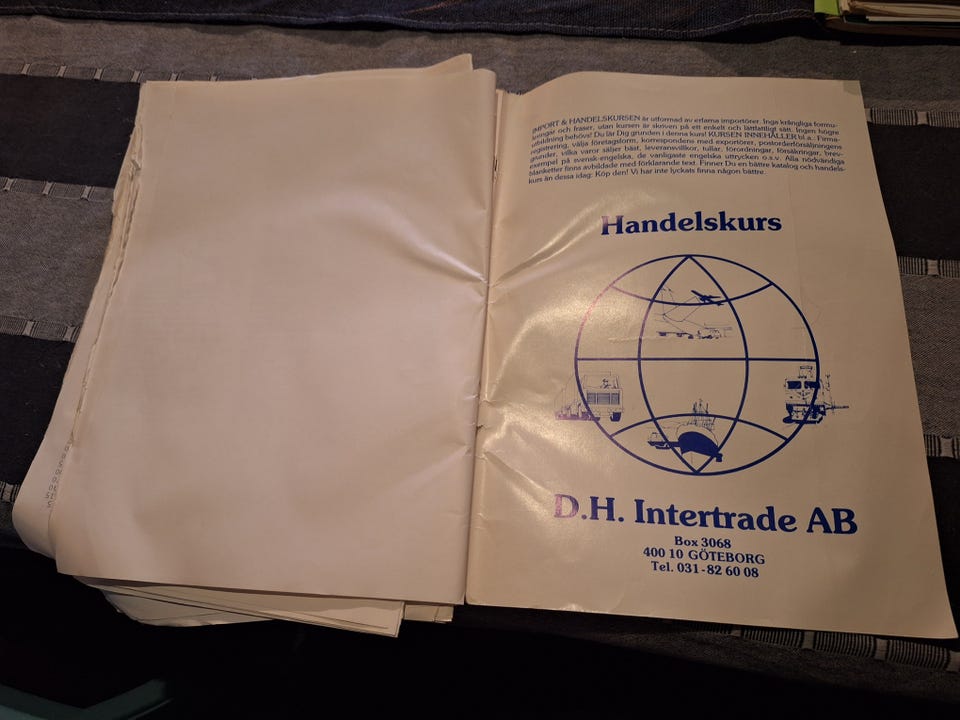 IMPORT & HANDELSKURSEN är utformad av erfarna importörer. Inga krångliga formu-
leringar och fraser, utan kursen är skriven på ett enkelt och lättfattligt sätt. Ingen högre
utbildning behövs! Du lär Dig grunden i denna kurs! KURSEN INNEHÅLLER bl.a.: Firma-
registrering, välja företagsform, korrespondens med exportörer, postorderförsäljningens
grunder, vilka varor säljer bäst, leveransvillkor, tullar, förordningar, försäkringar, brev-
exempel på svensk-engelska, de vanligaste engelska uttrycken o.s.v. Alla nödvändiga
blanketter finns avbildade med förklarande text. Finner Du en bättre katalog och handels-
kurs än dessa idag: Köp den! Vi har inte lyckats finna någon bättre.
Handelskurs
D.H. Intertrade AB
Box 3068
400 10 GÖTEBORG
Tel. 031-82 60 08